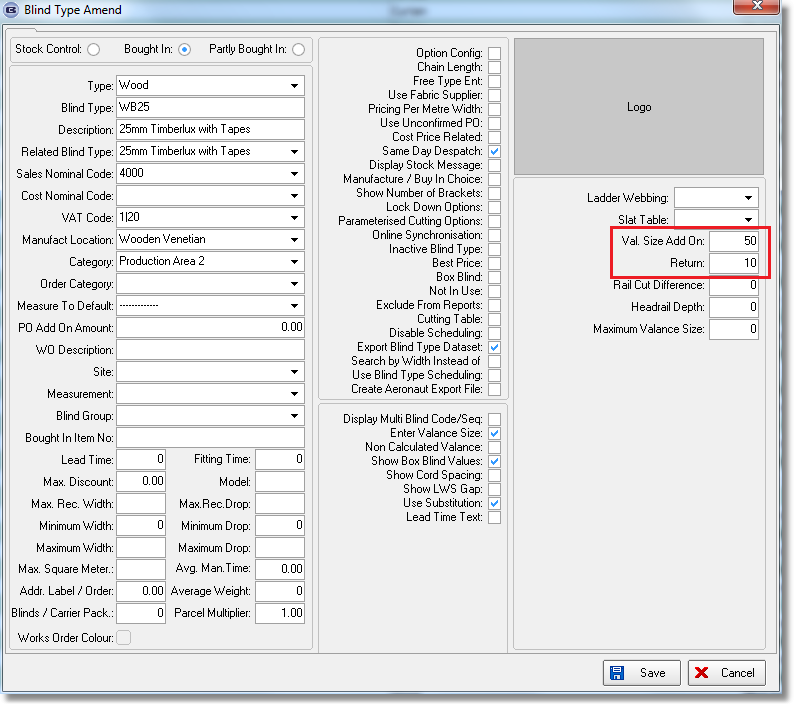 Blind Type Amend
Stock Control: Bought In: Partly Bought In:
Type: Wood
Blind Type: WB25
Description: 25mm Timberlux with Tapes
Related Blind Type: 25mm Timberlux with Tapes
Sales Nominal Code: 4000
Cost Nominal Code:
VAT Code: 1|20
Manufact Location: Wooden Venetian
Category: Production Area 2
Order Category:
Measure To Default: -------------
PO Add On Amount: 0.00
WO Description:
Site:
Measurement:
Blind Group:
Bought In Item No:
Lead Time: 0 Fitting Time: 0
Max. Discount: 0.00 Model:
Max. Rec. Width: Max.Rec.Drop:
Minimum Width: 0 Minimum Drop: 0
Maximum Width: Maximum Drop:
Max. Square Meter.: Avg. Man.Time: 0.00
Addr. Label / Order: 0.00 Average Weight: 0
Blinds / Carrier Pack.: 0 Parcel Multiplier: 1.00
Works Order Colour:
Option Config:
Chain Length:
Free Type Ent:
Use Fabric Supplier:
Pricing Per Metre Width:
Use Unconfirmed PO:
Cost Price Related:
Same Day Despatch:
Display Stock Message:
Manufacture / Buy In Choice:
Show Number of Brackets:
Lock Down Options:
Parameterised Cutting Options:
Online Synchronisation:
Inactive Blind Type:
Best Price:
Box Blind:
Not In Use:
Exclude From Reports:
Cutting Table:
Disable Scheduling:
Export Blind Type Dataset:
Search by Width Instead of
Use Blind Type Scheduling:
Create Aeronaut Export File:
Display Multi Blind Code/Seq:
Enter Valance Size:
Non Calculated Valance:
Show Box Blind Values:
Show Cord Spacing:
Show LWS Gap:
Use Substitution:
Lead Time Text:
Logo
Ladder Webbing:
Slat Table:
Val. Size Add On: 50
Return: 10
Rail Cut Difference: 0
Headrail Depth: 0
Maximum Valance Size: 0
Save Cancel